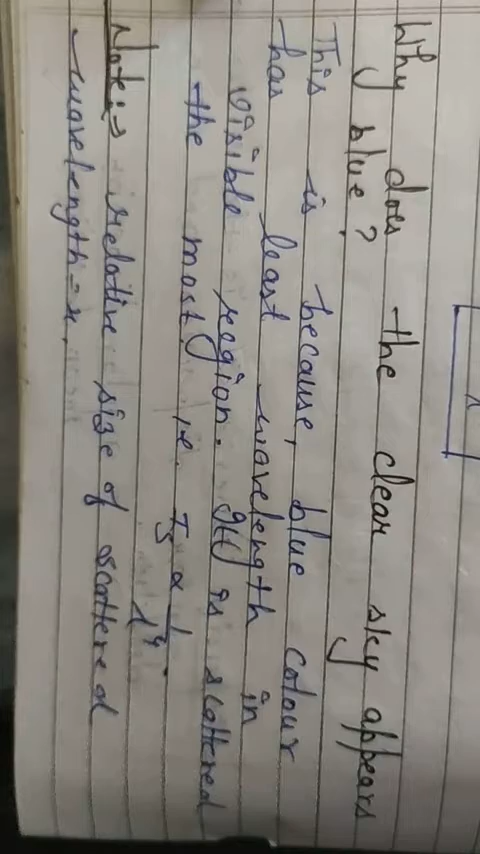 Why does the clear sky appears
blue?
This is because, blue colour
has least wavelength in
visible region. It is scattered
the most i.e. Is ∝ 1/λ⁴.
Note:→ relative size of scattered
wavelength = x.